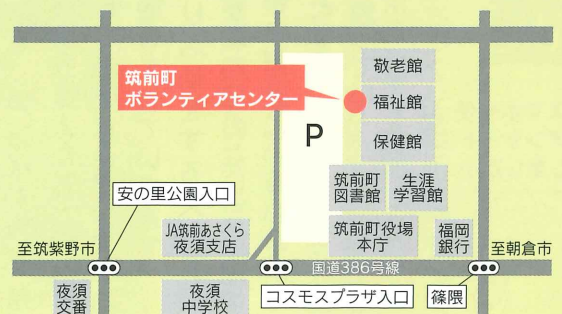 敬老館
筑前町
ボランティアセンター
福祉館
P
保健館
筑前町
図書館
生涯
学習館
安の里公園入口
JA筑前あさくら
夜須支店
筑前町役場
本庁
福岡
銀行
至筑紫野市
至朝倉市
国道386号線
夜須
交番
夜須
中学校
コスモスプラザ入口
篠隈